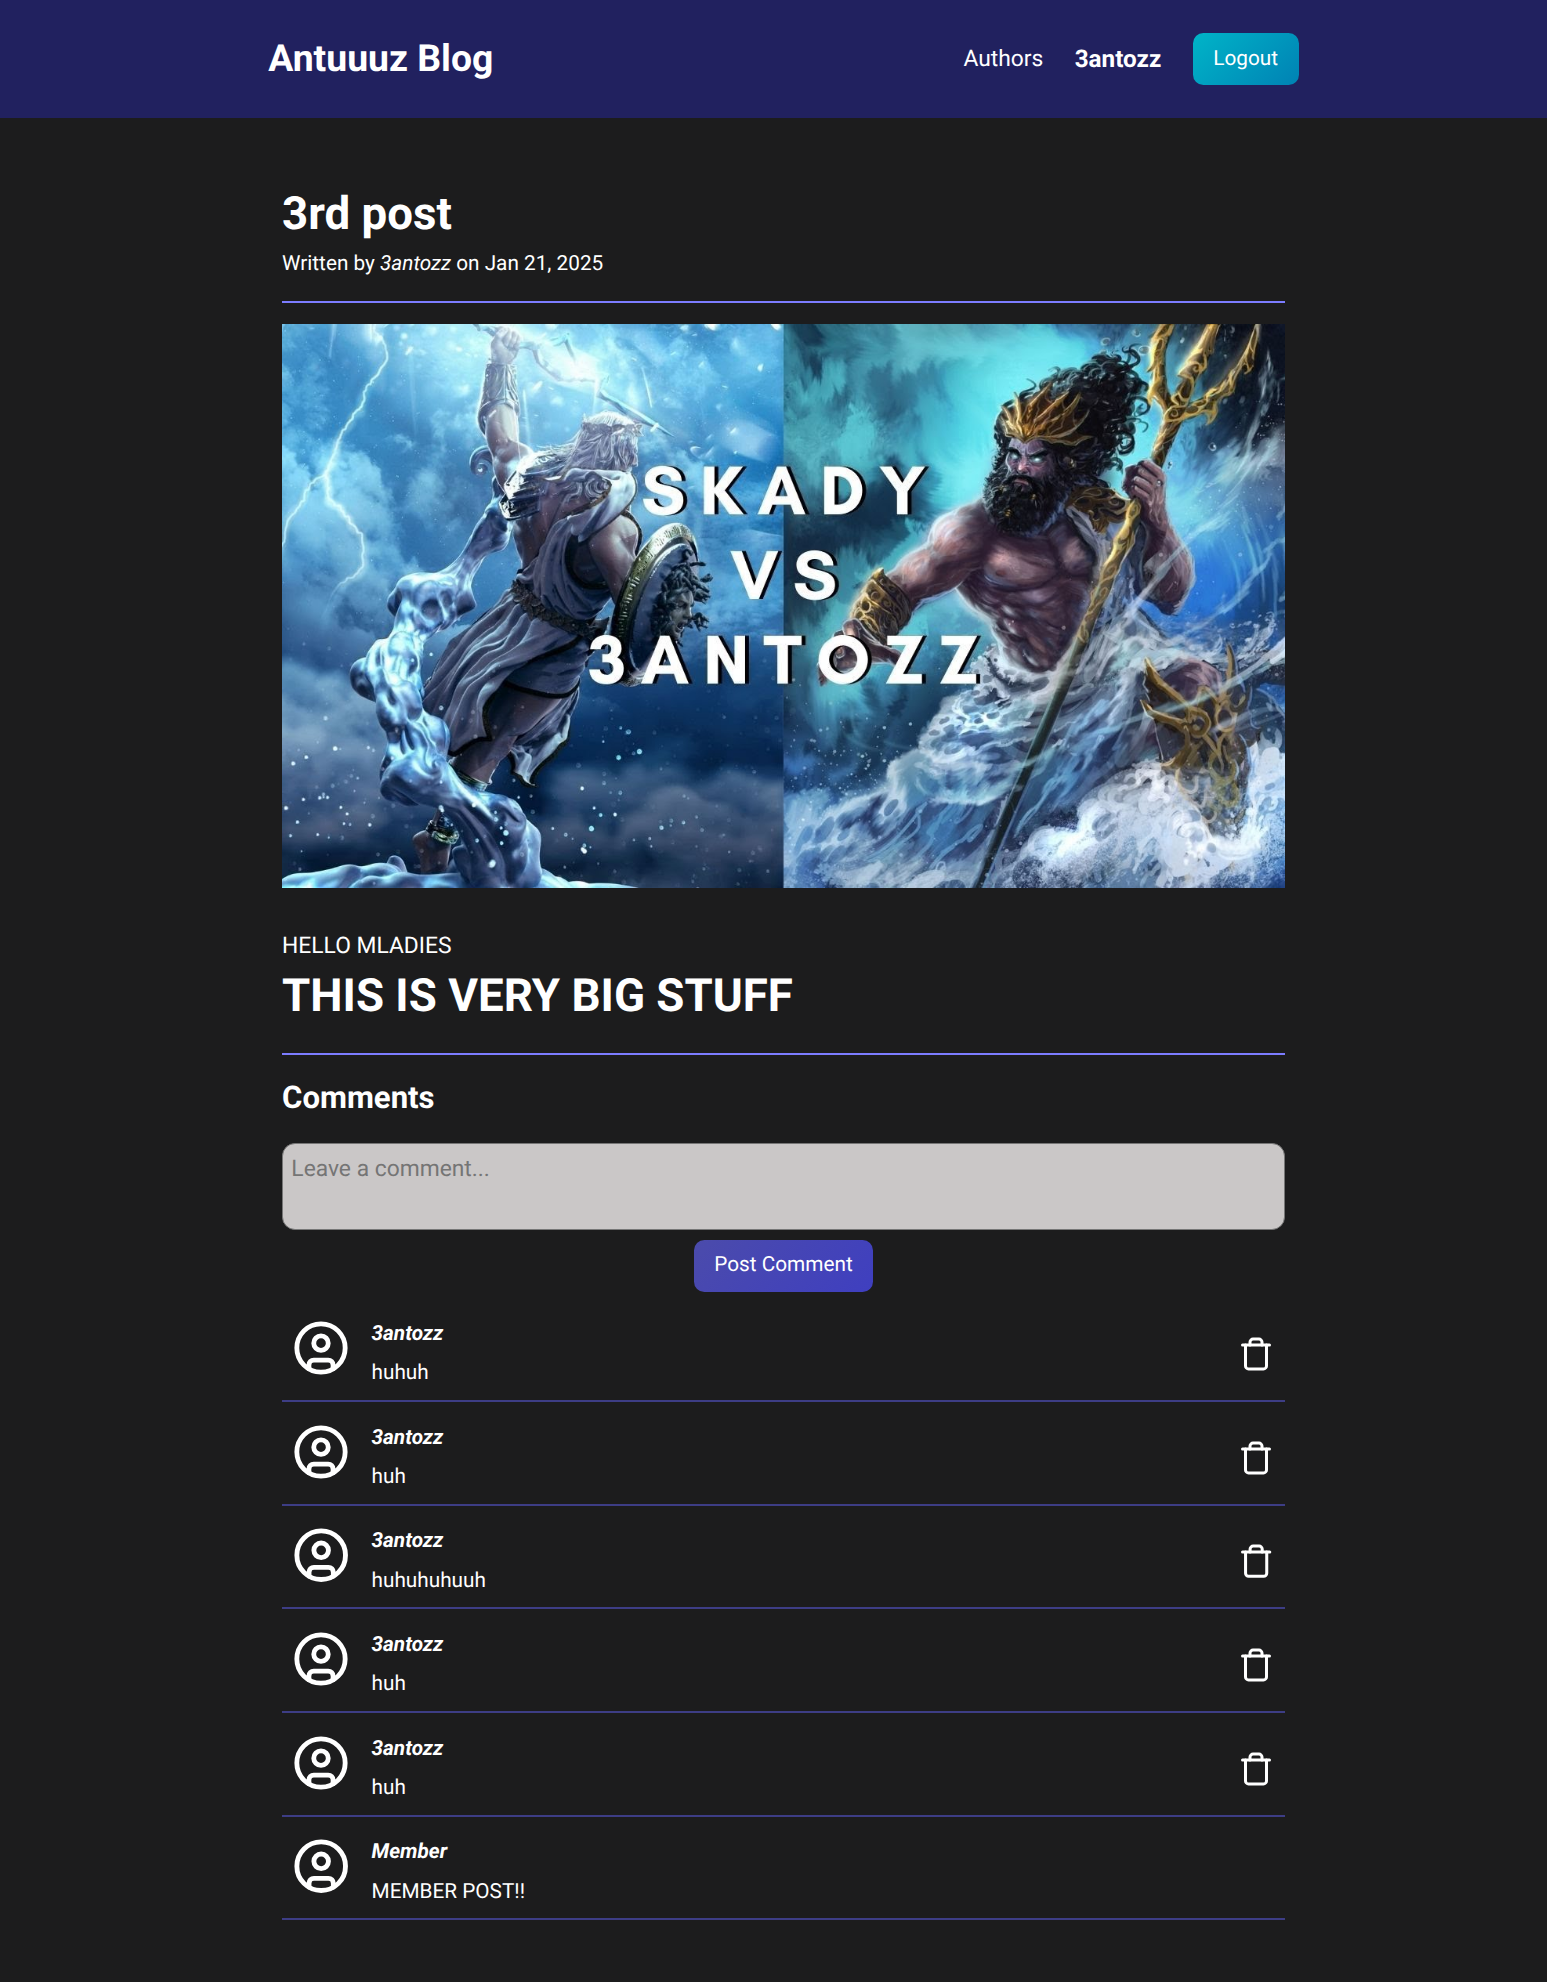 Antuuuz Blog
Authors 3antozz Logout
3rd post
Written by 3antozz on Jan 21, 2025
SKADY
VS
3ANTOZZ
HELLO MLADIES
THIS IS VERY BIG STUFF
Comments
Leave a comment...
Post Comment
3antozz
huhuh
3antozz
huh
3antozz
huhuhuhuuh
3antozz
huh
3antozz
huh
Member
MEMBER POST!!